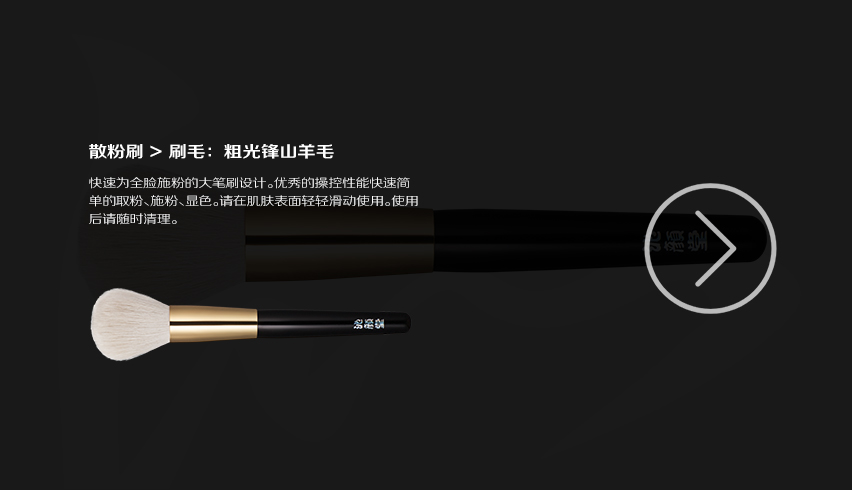 散粉刷 > 刷毛：粗光锋山羊毛
快速为全脸施粉的大笔刷设计。优秀的操控性能快速简
单的取粉、施粉、显色。请在肌肤表面轻轻滑动使用。使用
后请随时清理。